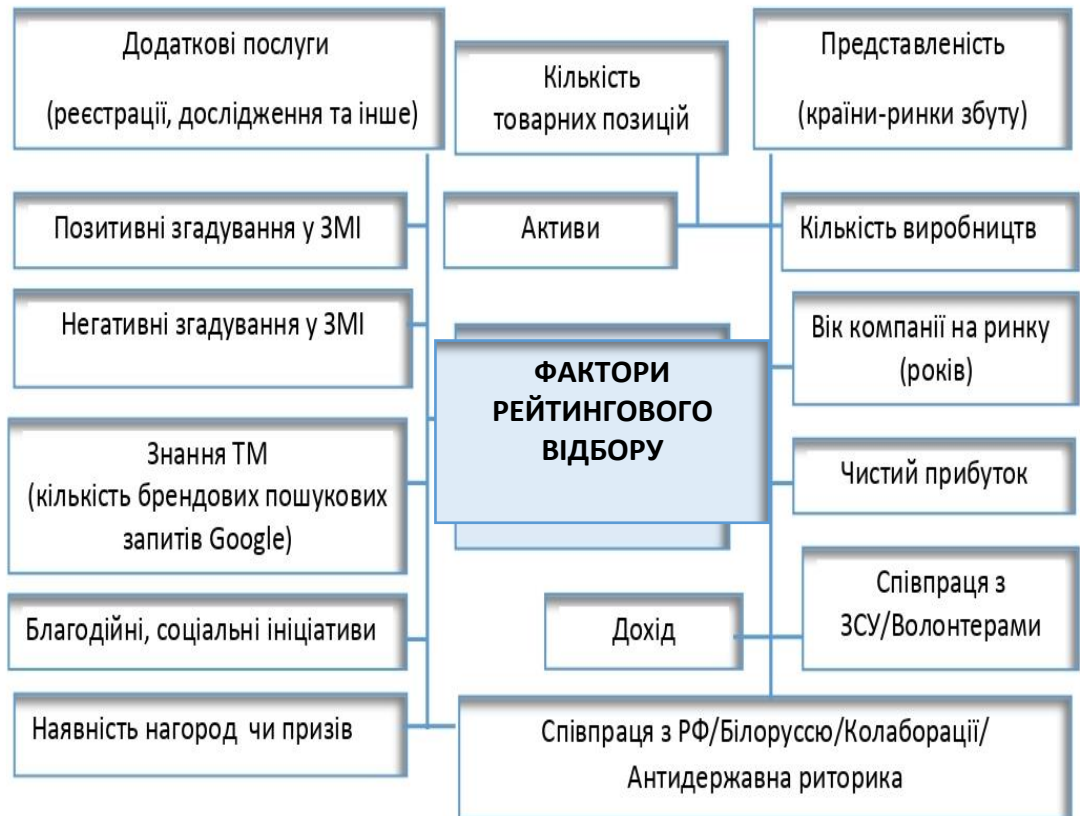 Додаткові послуги
(реєстрації, дослідження та інше)
Кількість
товарних позицій
Представленість
(країни-ринки збуту)
Позитивні згадування у ЗМІ
Активи
Кількість виробництв
Негативні згадування у ЗМІ
Вік компанії на ринку
(років)
ФАКТОРИ
РЕЙТИНГОВОГО
ВІДБОРУ
Знання ТМ
(кількість брендових пошукових
запитів Google)
Чистий прибуток
Благодійні, соціальні ініціативи
Дохід
Співпраця з
ЗСУ/Волонтерами
Наявність нагород чи призів
Співпраця з РФ/Білоруссю/Колаборації/
Антидержавна риторика